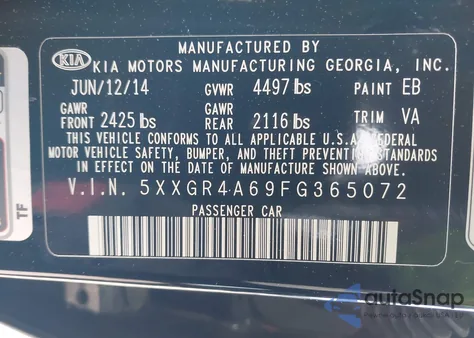 MANUFACTURED BY
KIA KIA MOTORS MANUFACTURING GEORGIA, INC.
JUN/12/14 GVWR 4497 lbs PAINT EB
GAWR FRONT 2425 lbs GAWR REAR 2116 lbs TRIM VA
THIS VEHICLE CONFORMS TO ALL APPLICABLE U.S.A. FEDERAL
MOTOR VEHICLE SAFETY, BUMPER, AND THEFT PREVENTION STANDARDS
IN EFFECT ON THE DATE OF MANUFACTURE SHOWN ABOVE.
V.I.N. 5XXGR4A69FG365072
PASSENGER CAR
TF
autoSnap